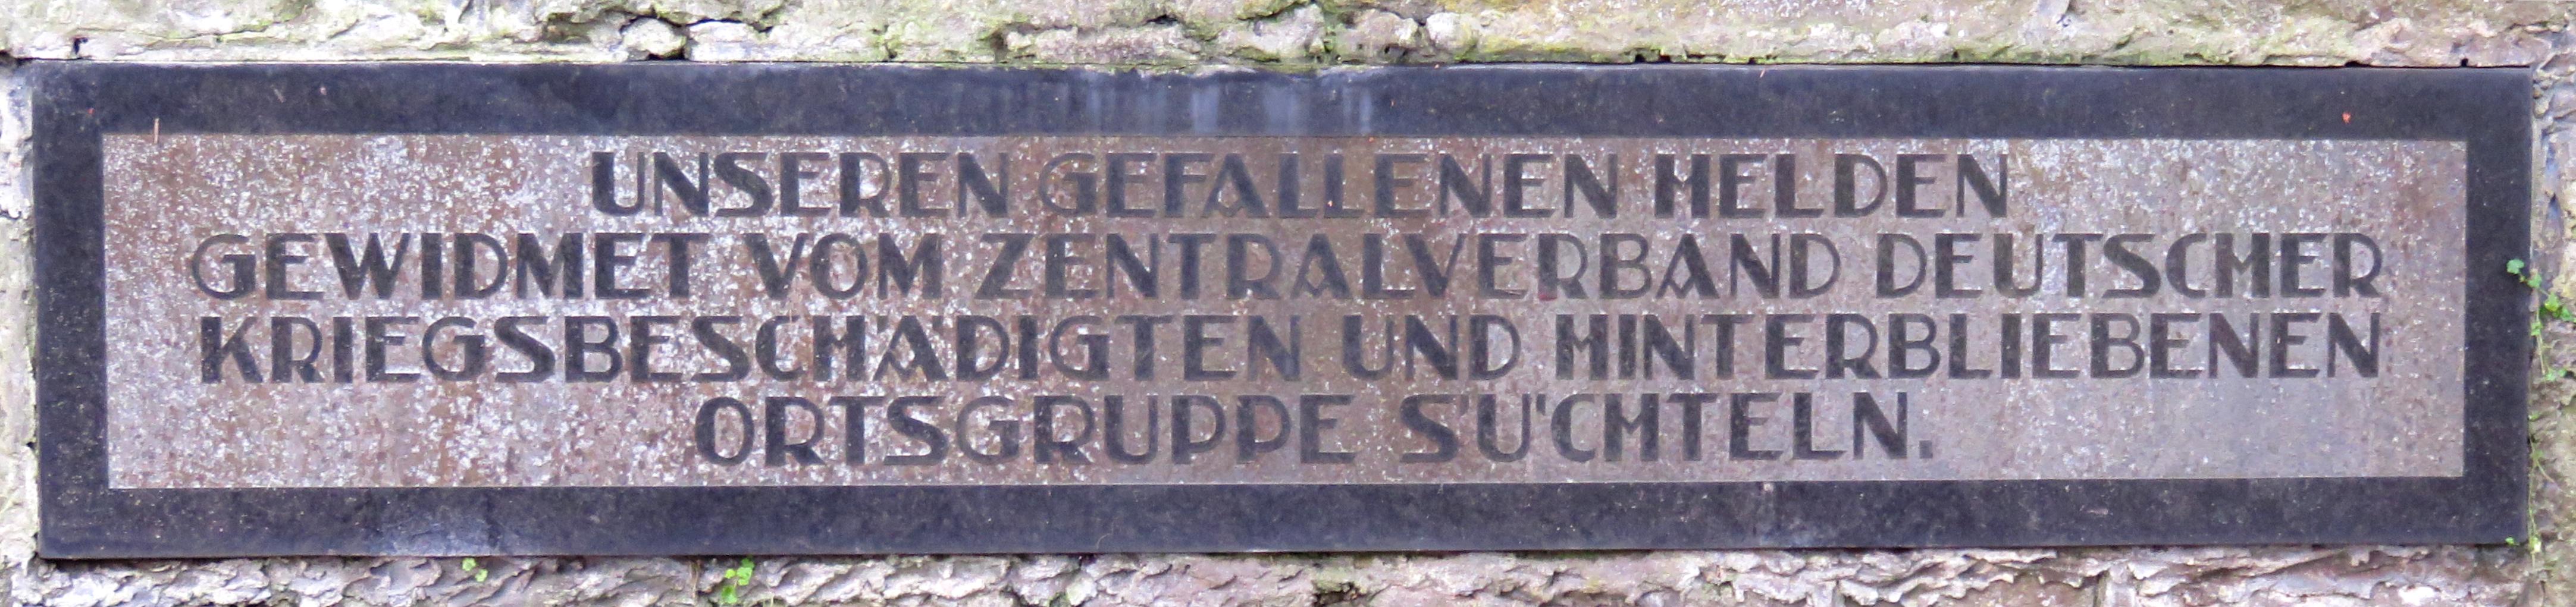 UNSEREN GEFALLENEN HELDEN
GEWIDMET VOM ZENTRALVERBAND DEUTSCHER
KRIEGSBESCHÄDIGTEN UND HINTERBLIEBENEN
ORTSGRUPPE SÜCHTELN.